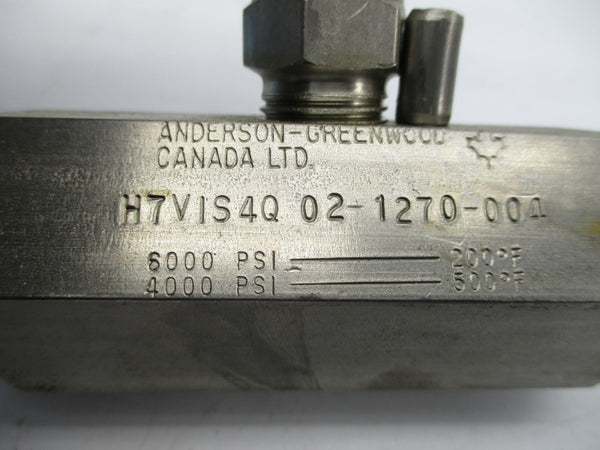 ANDERSON-GREENWOOD
CANADA LTD.
H7VIS4Q 02-1270-004
6000 PSI 200°F
4000 PSI 500°F